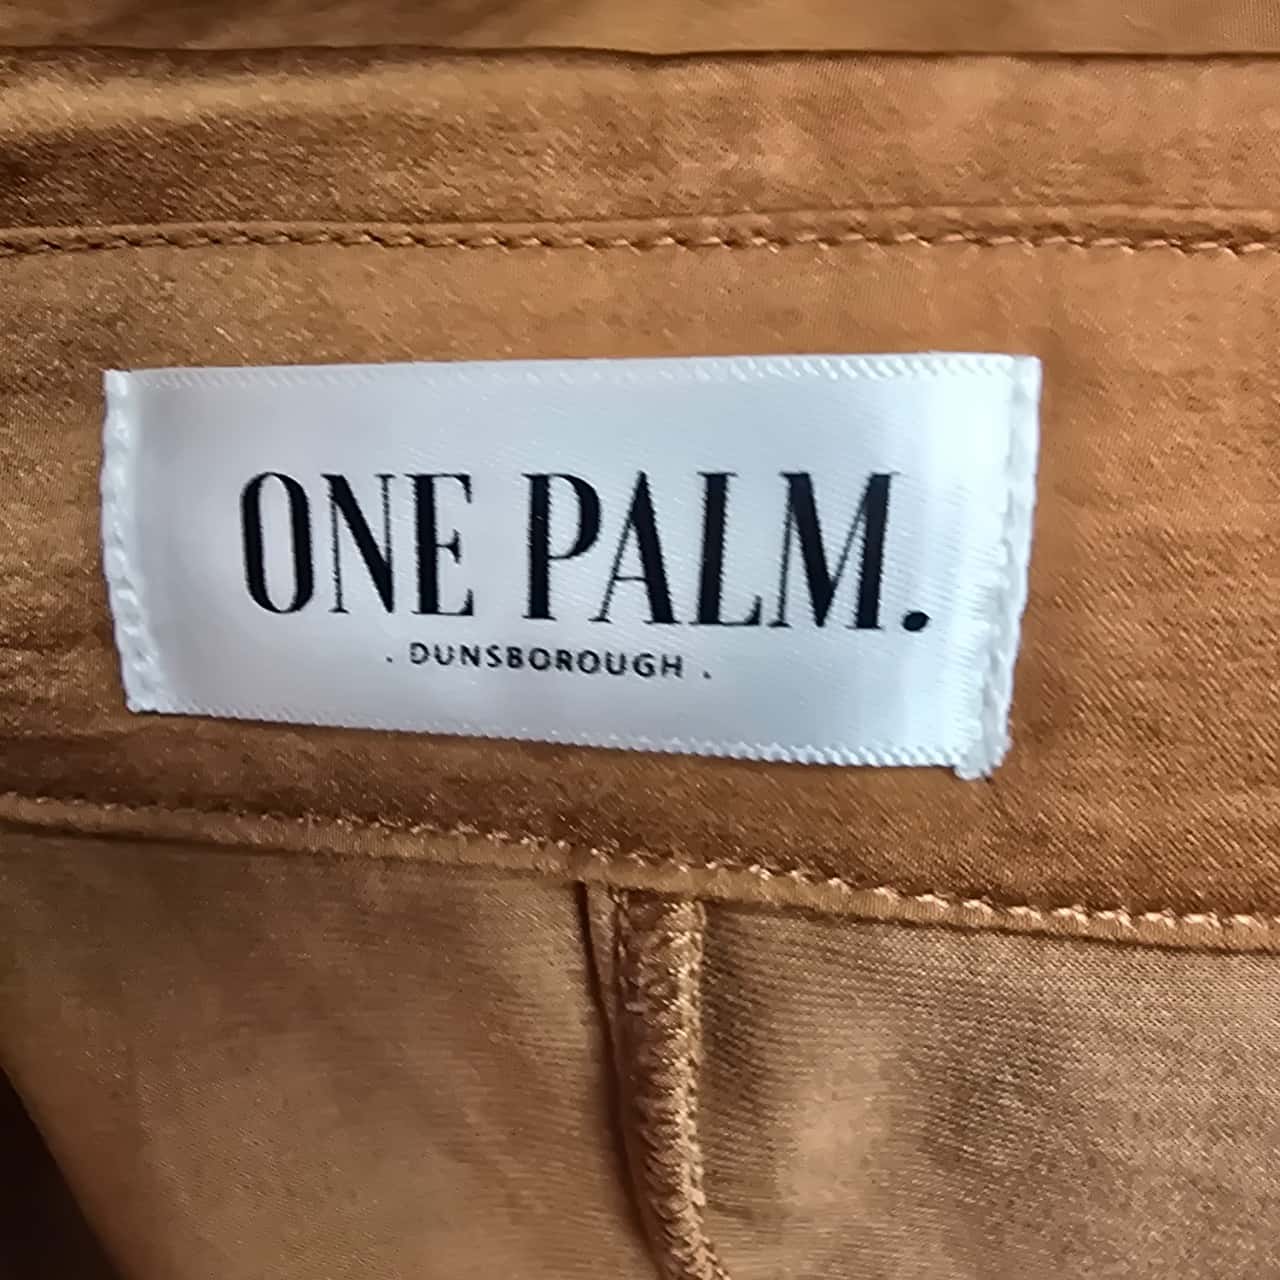 ONE PALM.
. DUNSBOROUGH .